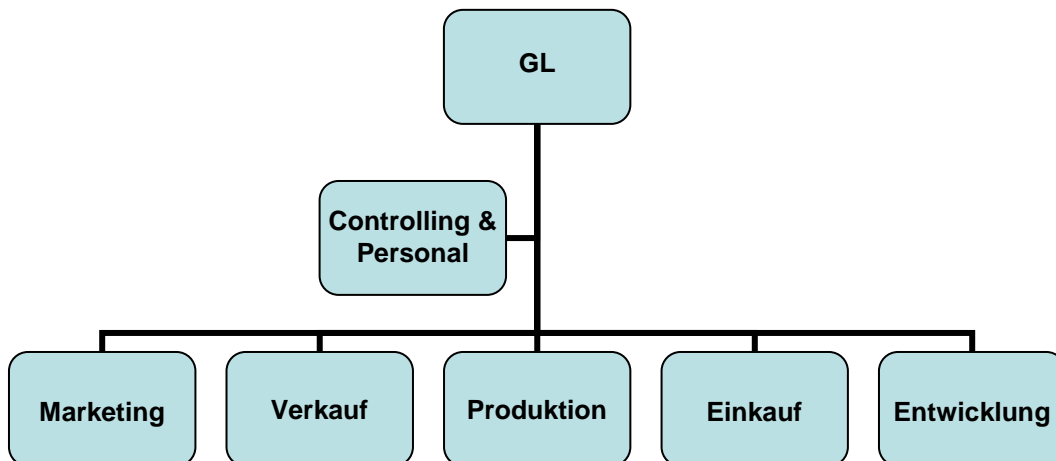 GL
Controlling &
Personal
Marketing
Verkauf
Produktion
Einkauf
Entwicklung